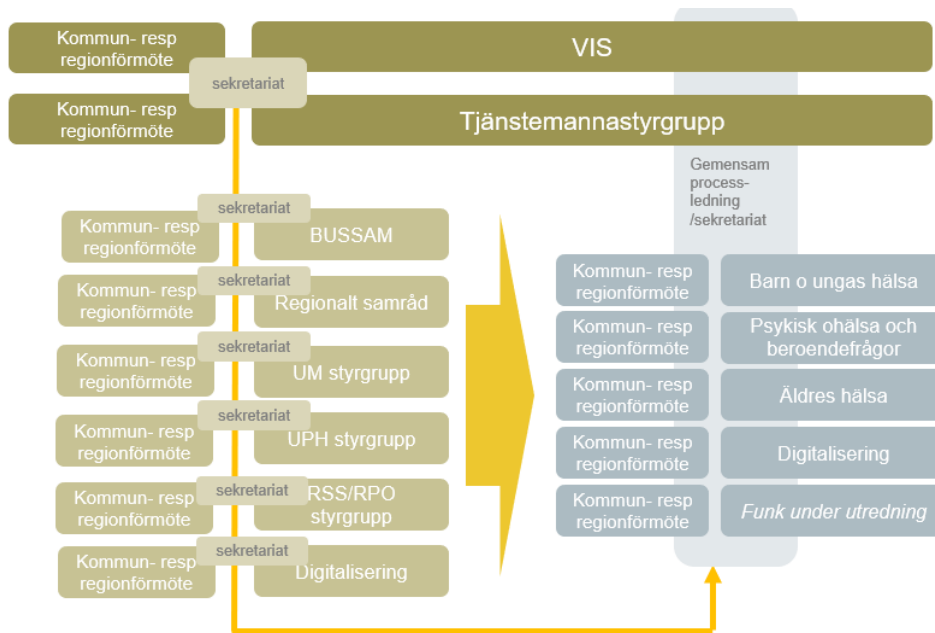 Kommun- resp
regionförmöte
VIS
sekretariat
Kommun- resp
regionförmöte
Tjänstemannastyrgrupp
Gemensam
process-
ledning
/sekretariat
sekretariat
Kommun- resp
regionförmöte
BUSSAM
sekretariat
Kommun- resp
regionförmöte
Regionalt samråd
sekretariat
Kommun- resp
regionförmöte
UM styrgrupp
sekretariat
Kommun- resp
regionförmöte
UPH styrgrupp
sekretariat
Kommun- resp
regionförmöte
RSS/RPO
styrgrupp
sekretariat
Kommun- resp
regionförmöte
Digitalisering
Kommun- resp
regionförmöte
Barn o ungas hälsa
Kommun- resp
regionförmöte
Psykisk ohälsa och
beroendefrågor
Kommun- resp
regionförmöte
Äldres hälsa
Kommun- resp
regionförmöte
Digitalisering
Kommun- resp
regionförmöte
Funk under utredning